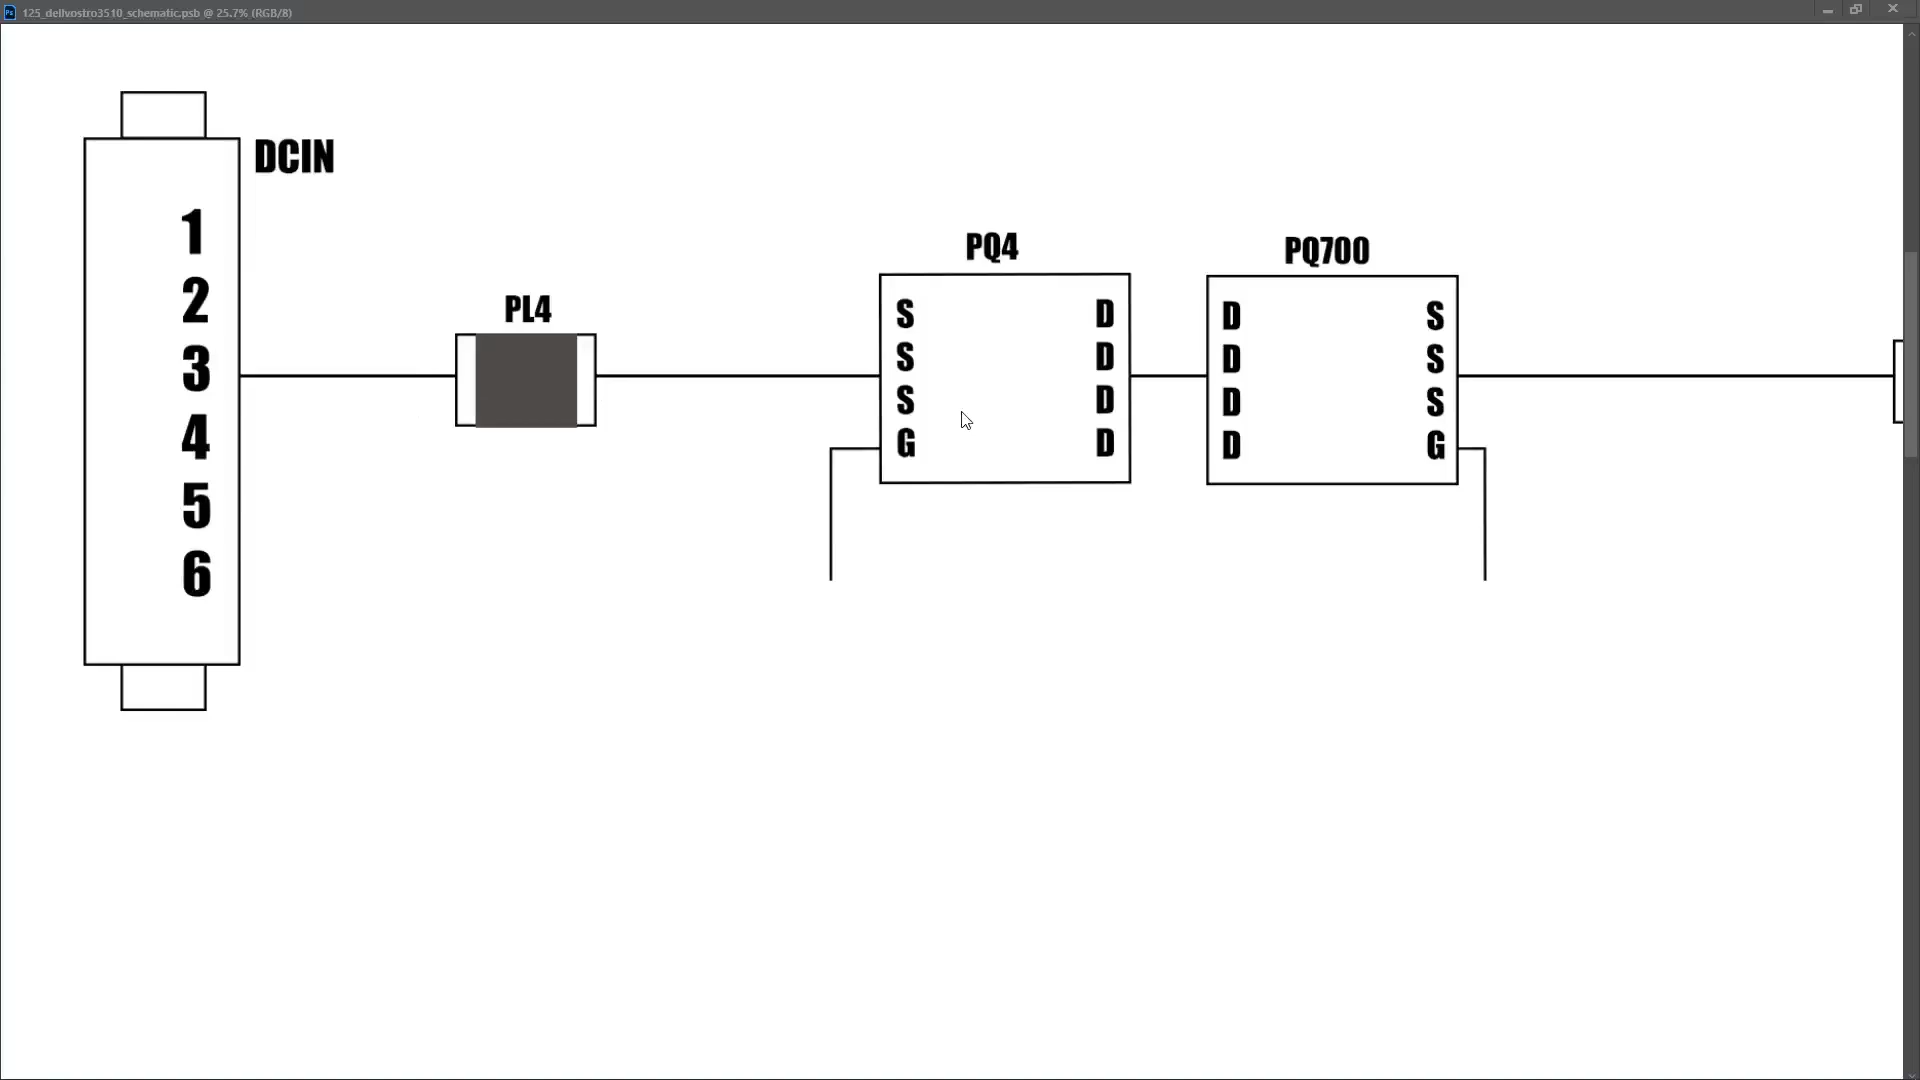 125_dellvostro3510_schematic.psb @ 25.7% (RGB/8)
DCIN
1
2
3
4
5
6
PL4
PQ4
S D
S D
S D
G D
PQ700
D S
D S
D S
D G